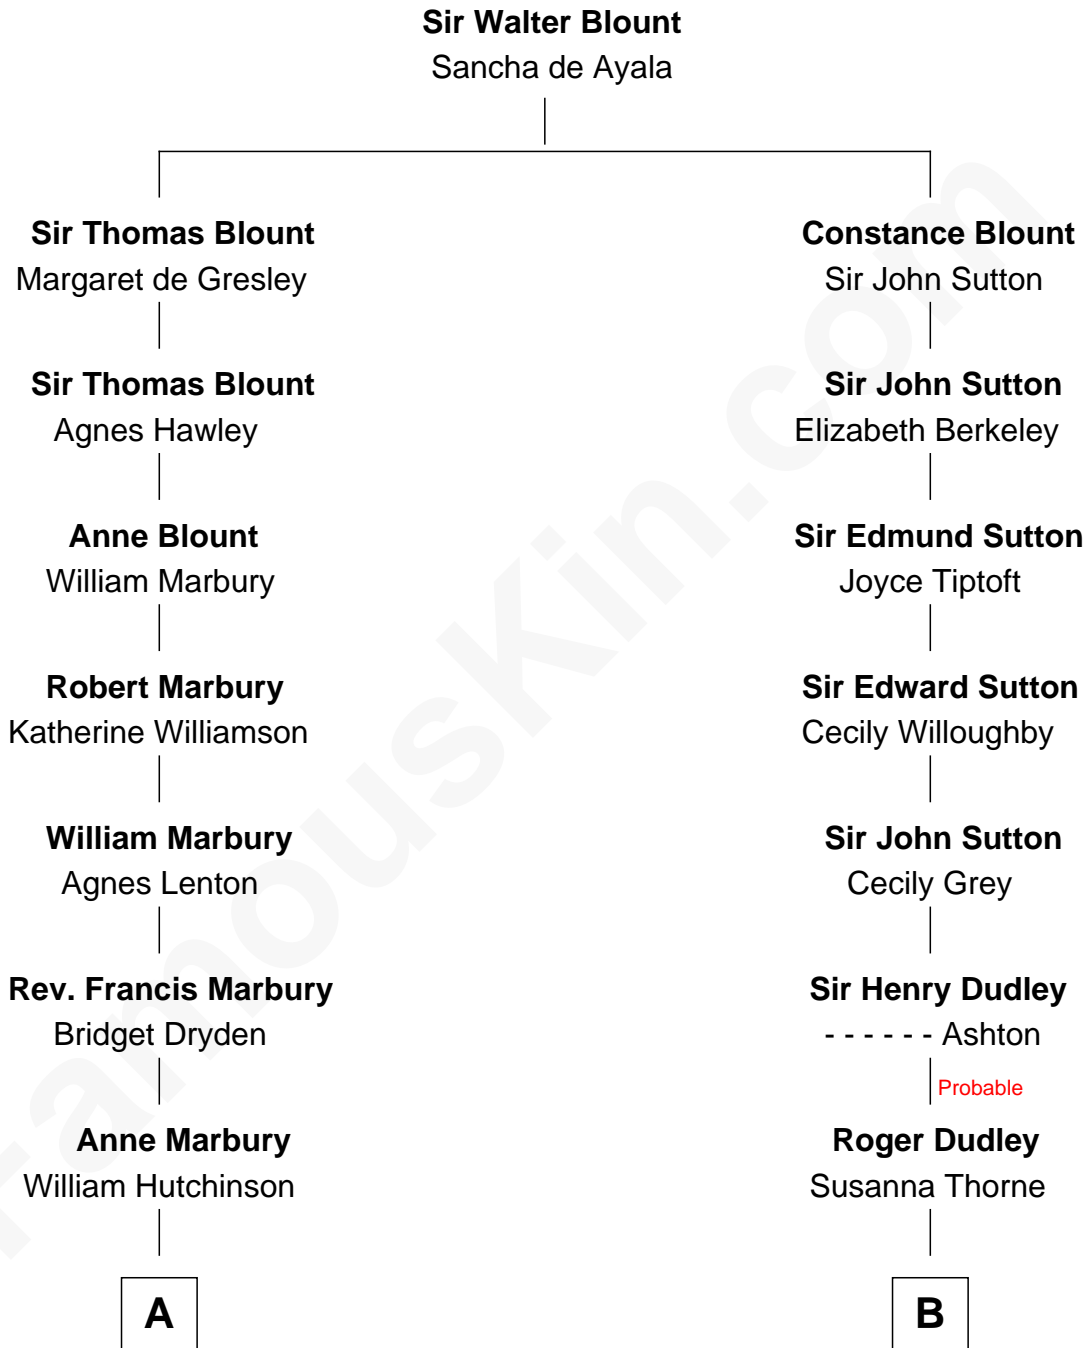 Sir Walter Blount
Sancha de Ayala
Sir Thomas Blount
Margaret de Gresley
Sir Thomas Blount
Agnes Hawley
Anne Blount
William Marbury
Robert Marbury
Katherine Williamson
William Marbury
Agnes Lenton
Rev. Francis Marbury
Bridget Dryden
Anne Marbury
William Hutchinson
A
Constance Blount
Sir John Sutton
Sir John Sutton
Elizabeth Berkeley
Sir Edmund Sutton
Joyce Tiptoft
Sir Edward Sutton
Cecily Willoughby
Sir John Sutton
Cecily Grey
Sir Henry Dudley
- - - - - - Ashton
Probable
Roger Dudley
Susanna Thorne
B
FamousKin.com